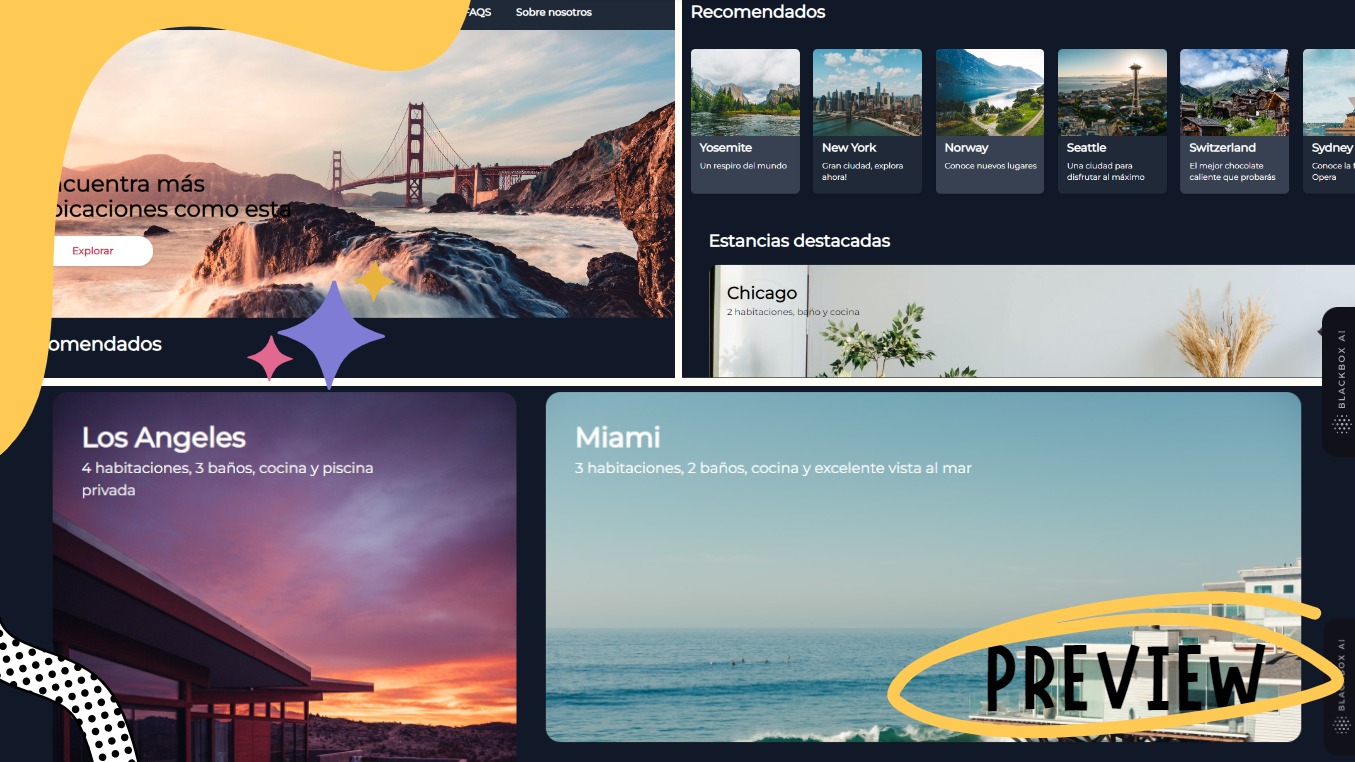 FAQS Sobre nosotros
cuentra más
bicaciones como esta
Explorar
omendados
Recomendados
Yosemite
Un respiro del mundo
New York
Gran ciudad, explora
ahora!
Norway
Conoce nuevos lugares
Seattle
Una ciudad para
disfrutar al máximo
Switzerland
El mejor chocolate
caliente que probarás
Sydney
Conoce la
Opera
Estancias destacadas
Chicago
2 habitaciones, baño y cocina
BLACKBOX AI
Los Angeles
4 habitaciones, 3 baños, cocina y piscina
privada
Miami
3 habitaciones, 2 baños, cocina y excelente vista al mar
PREVIEW
BLACKBOX AI